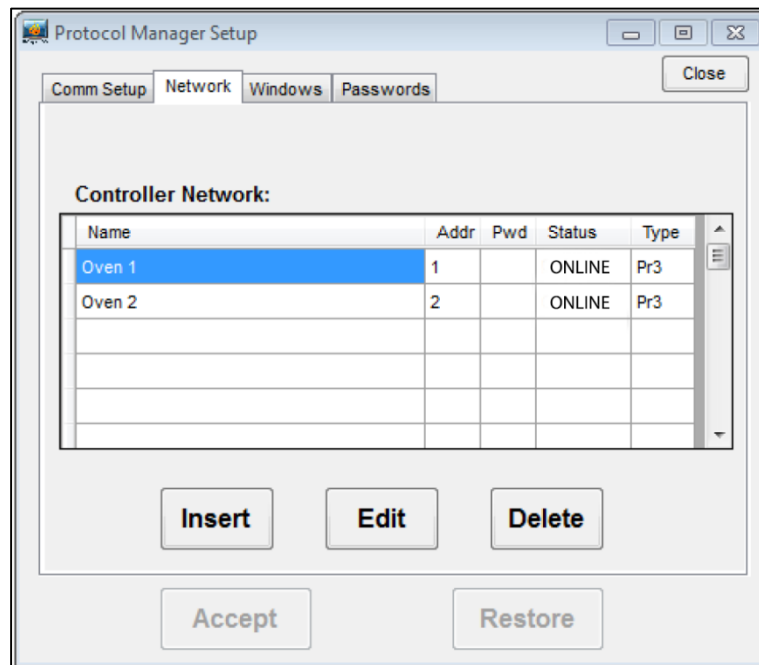 Protocol Manager Setup
Close
Comm Setup Network Windows Passwords
Controller Network:
Name Addr Pwd Status Type
Oven 1 1 ONLINE Pr3
Oven 2 2 ONLINE Pr3
Insert Edit Delete
Accept Restore